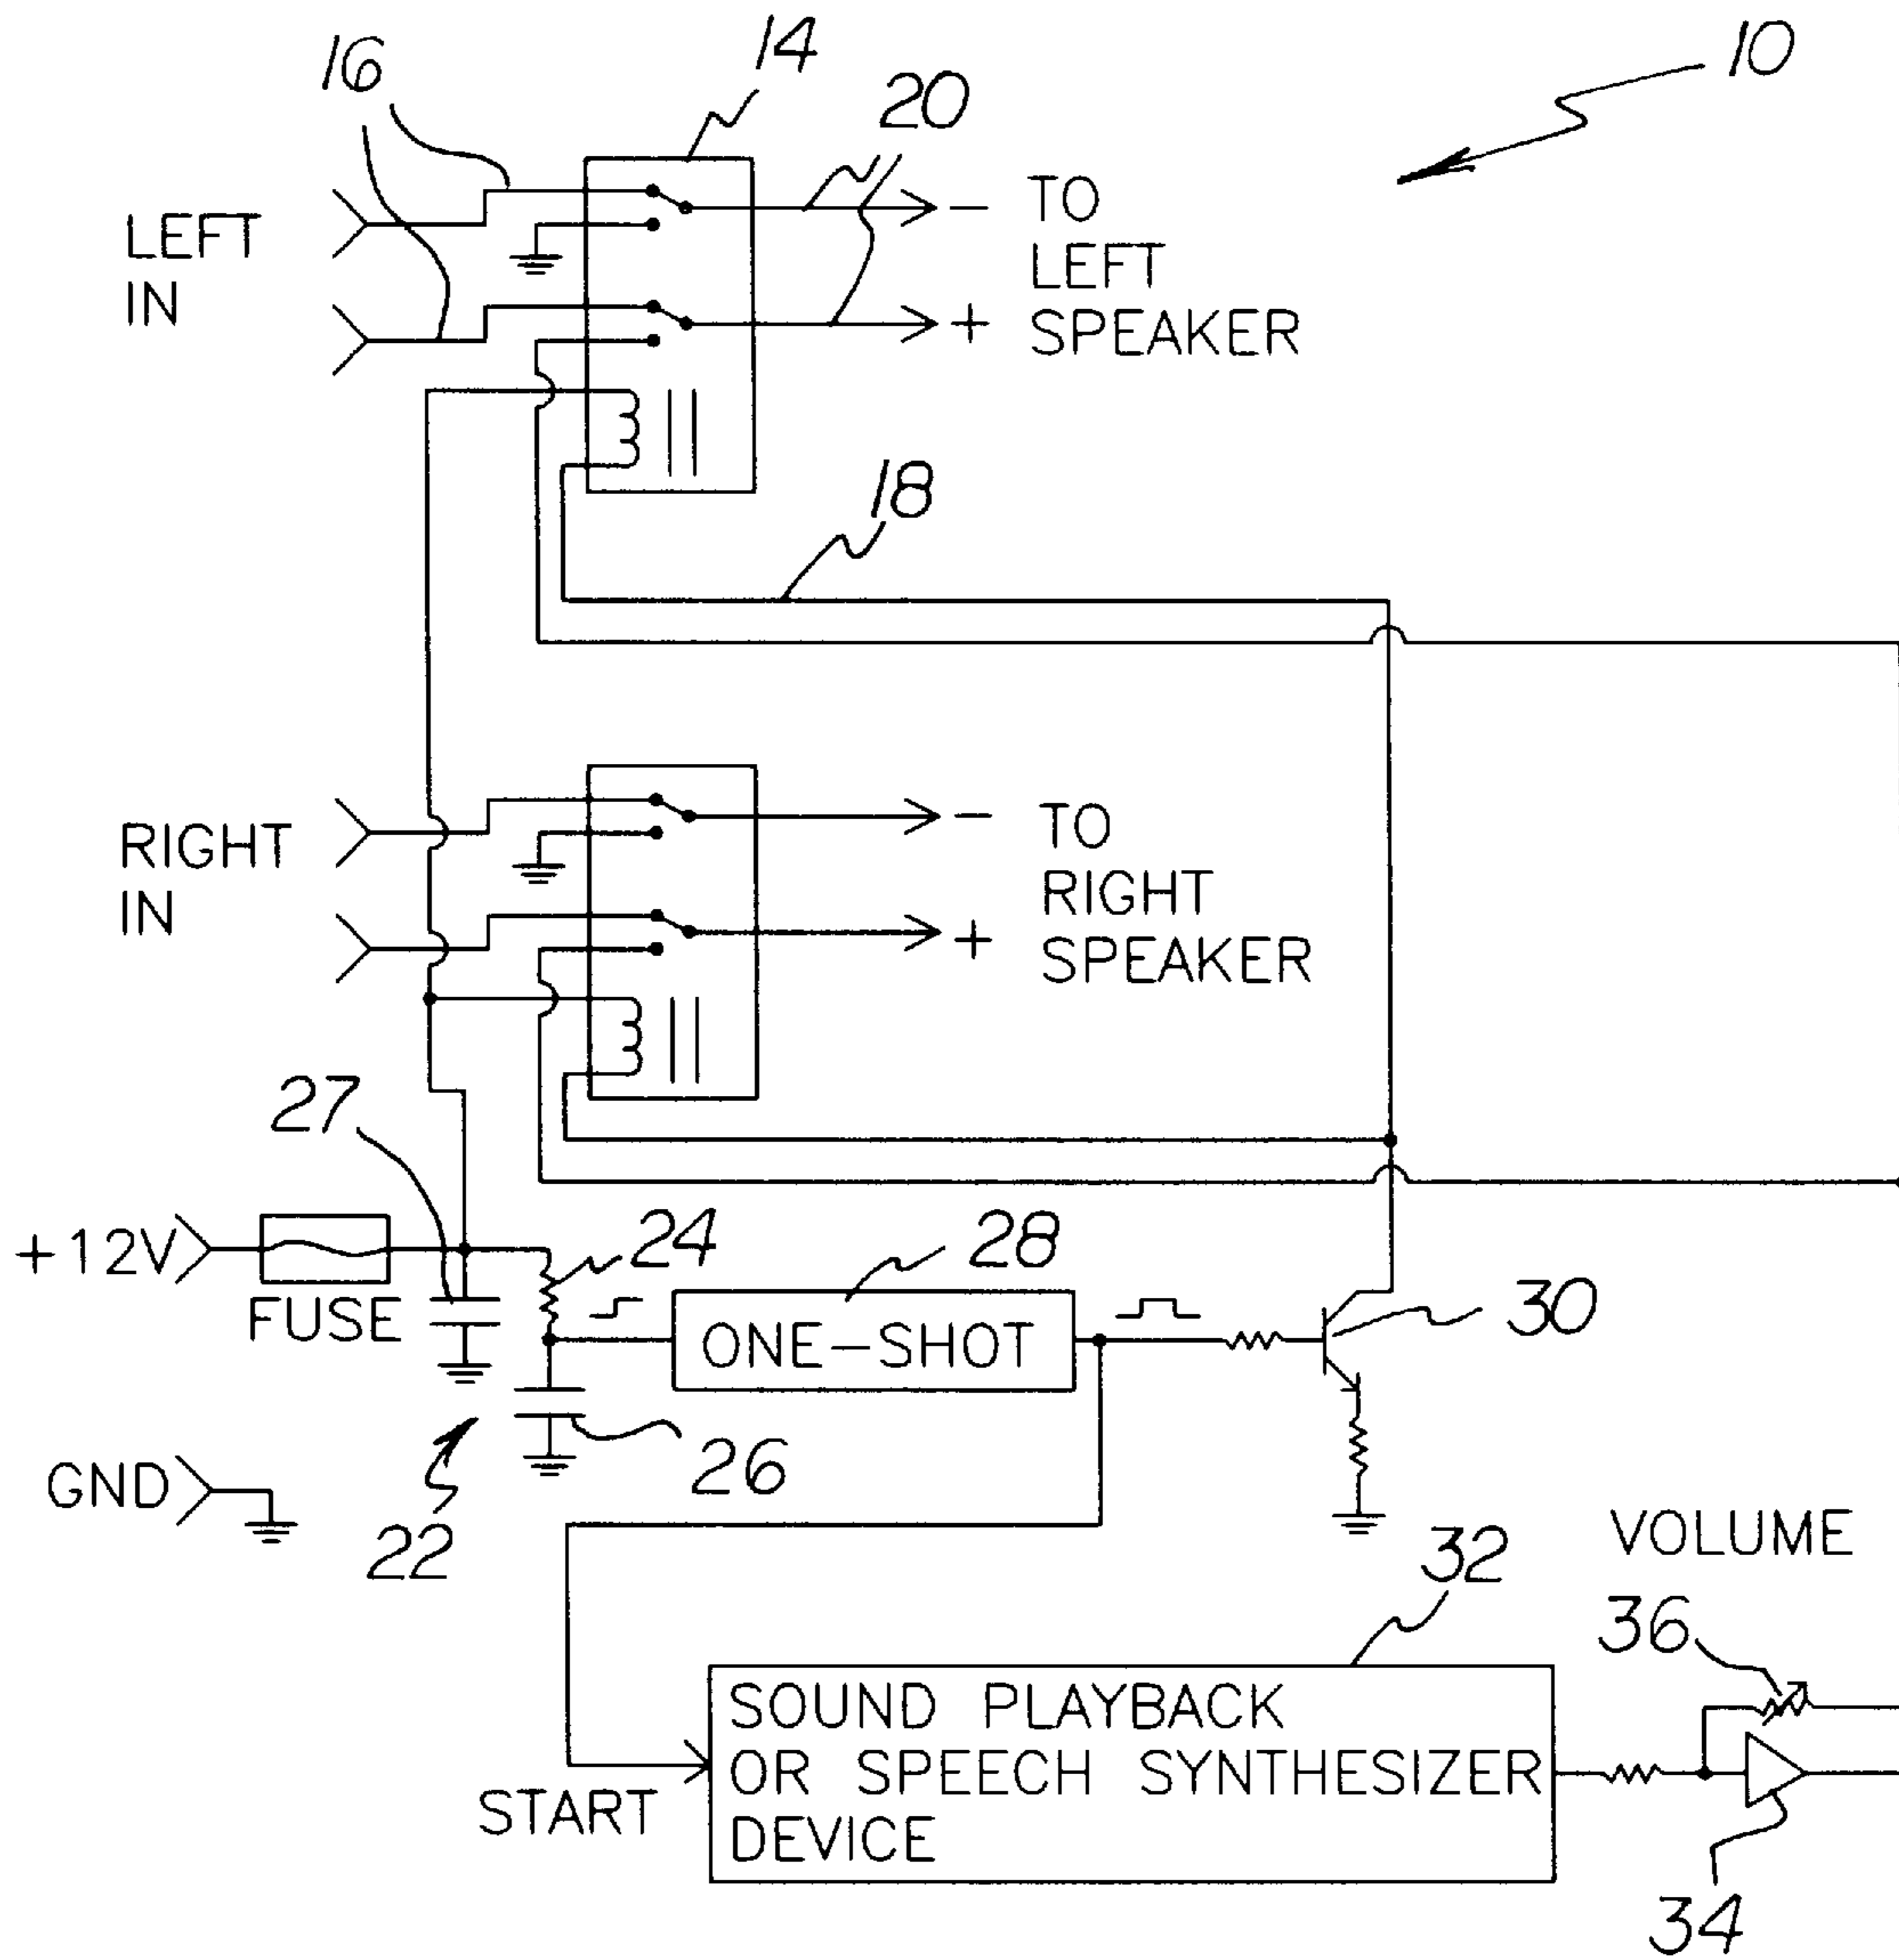 16
14
20
10
LEFT
IN
−
TO
LEFT
SPEAKER
+
18
RIGHT
IN
−
TO
RIGHT
SPEAKER
+
27
+12V
FUSE
24
28
ONE−SHOT
30
26
GND
22
32
VOLUME
36
SOUND PLAYBACK
OR SPEECH SYNTHESIZER
DEVICE
START
34